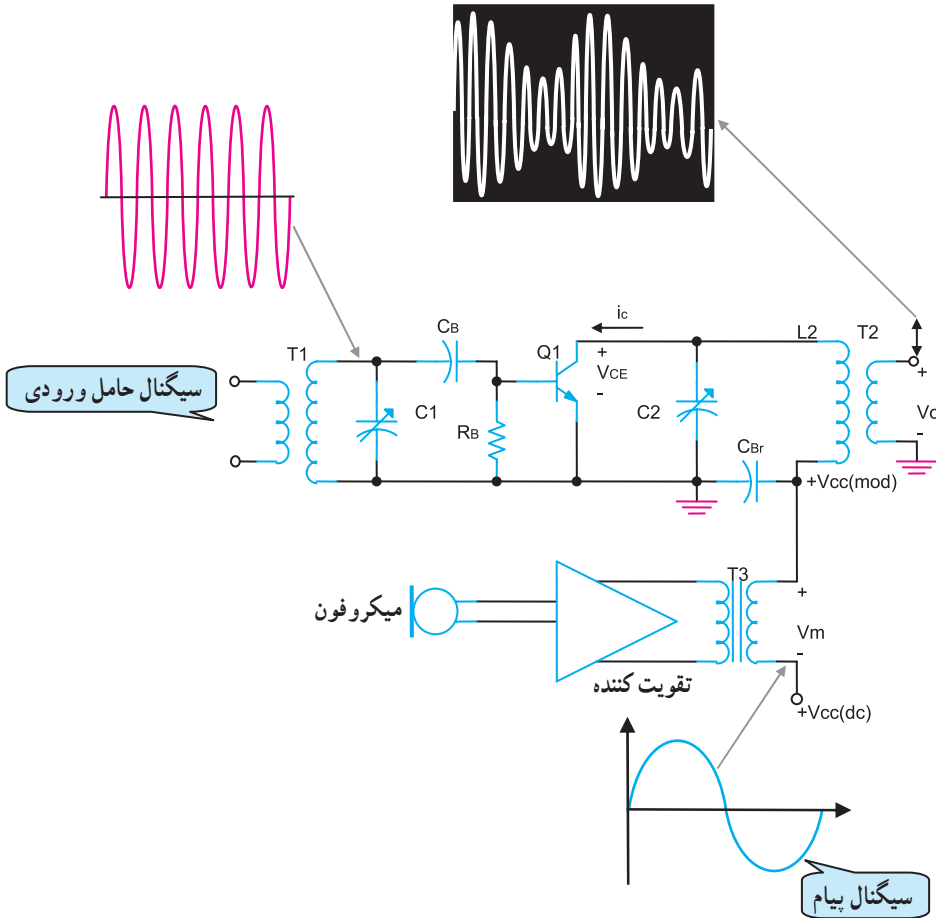 ic
CB
L2
T2
T1
Q1
+
VCE
-
+
سیگنال حامل ورودی
C1
C2
RB
Vo
-
CBr
+Vcc(mod)
T3
+
میکروفون
Vm
-
تقویت کننده
+Vcc(dc)
سیگنال پیام